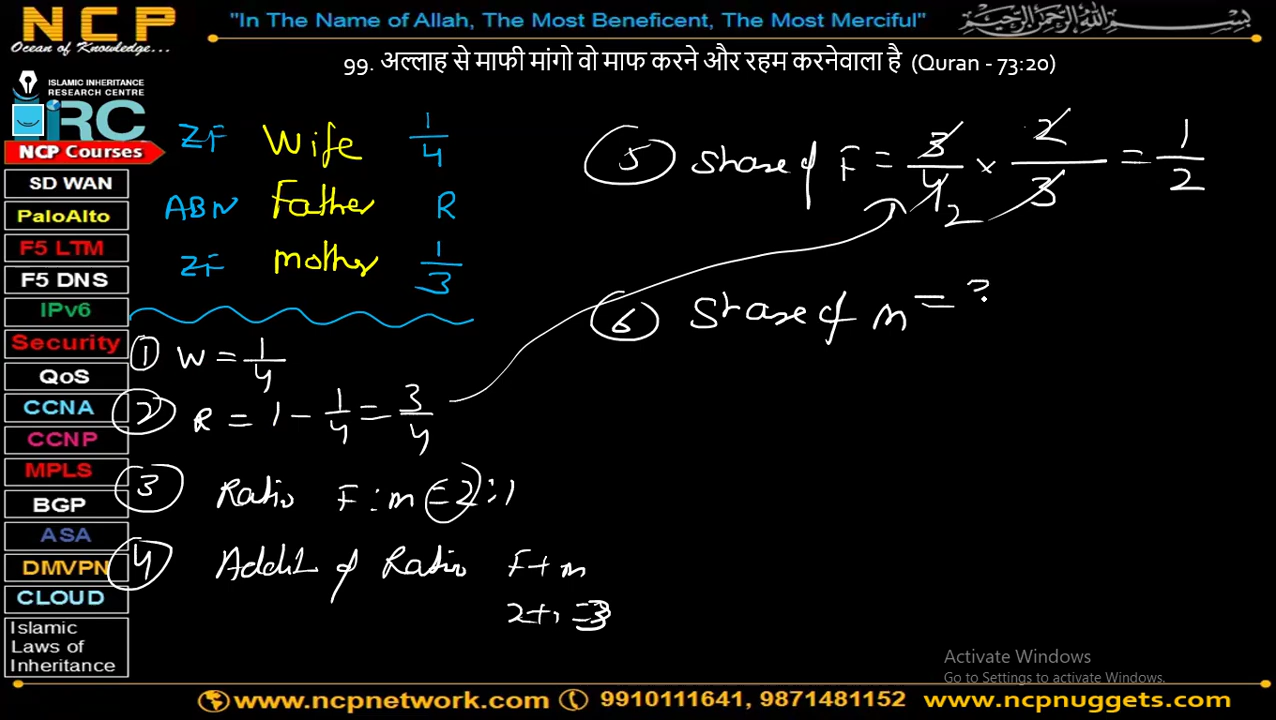 NCP
Ocean of Knowledge...
"In The Name of Allah, The Most Beneficent, The Most Merciful"
بِسْمِ اللهِ الرَّحْمٰنِ الرَّحِيْمِ
99. अल्लाह से माफी मांगो वो माफ करने और रहम करनेवाला है (Quran - 73:20)
ISLAMIC INHERITANCE
RESEARCH CENTRE
IRC
NCP Courses
SD WAN
PaloAlto
F5 LTM
F5 DNS
IPv6
Security
QoS
CCNA
CCNP
MPLS
BGP
ASA
DMVPN
CLOUD
Islamic
Laws of
Inheritance
ZF Wife 1/4
ABN Father R
ZF mother 1/3
① W = 1/4
② R = 1 - 1/4 = 3/4
③ Ratio F : m = 2 : 1
④ Addit of Ratio F + m
2 + 1 = 3
⑤ Share of F = 3/4 2 × 2/3 = 1/2
⑥ Share of m = ?
Activate Windows
Go to Settings to activate Windows.
www.ncpnetwork.com 9910111641, 9871481152 www.ncpnuggets.com